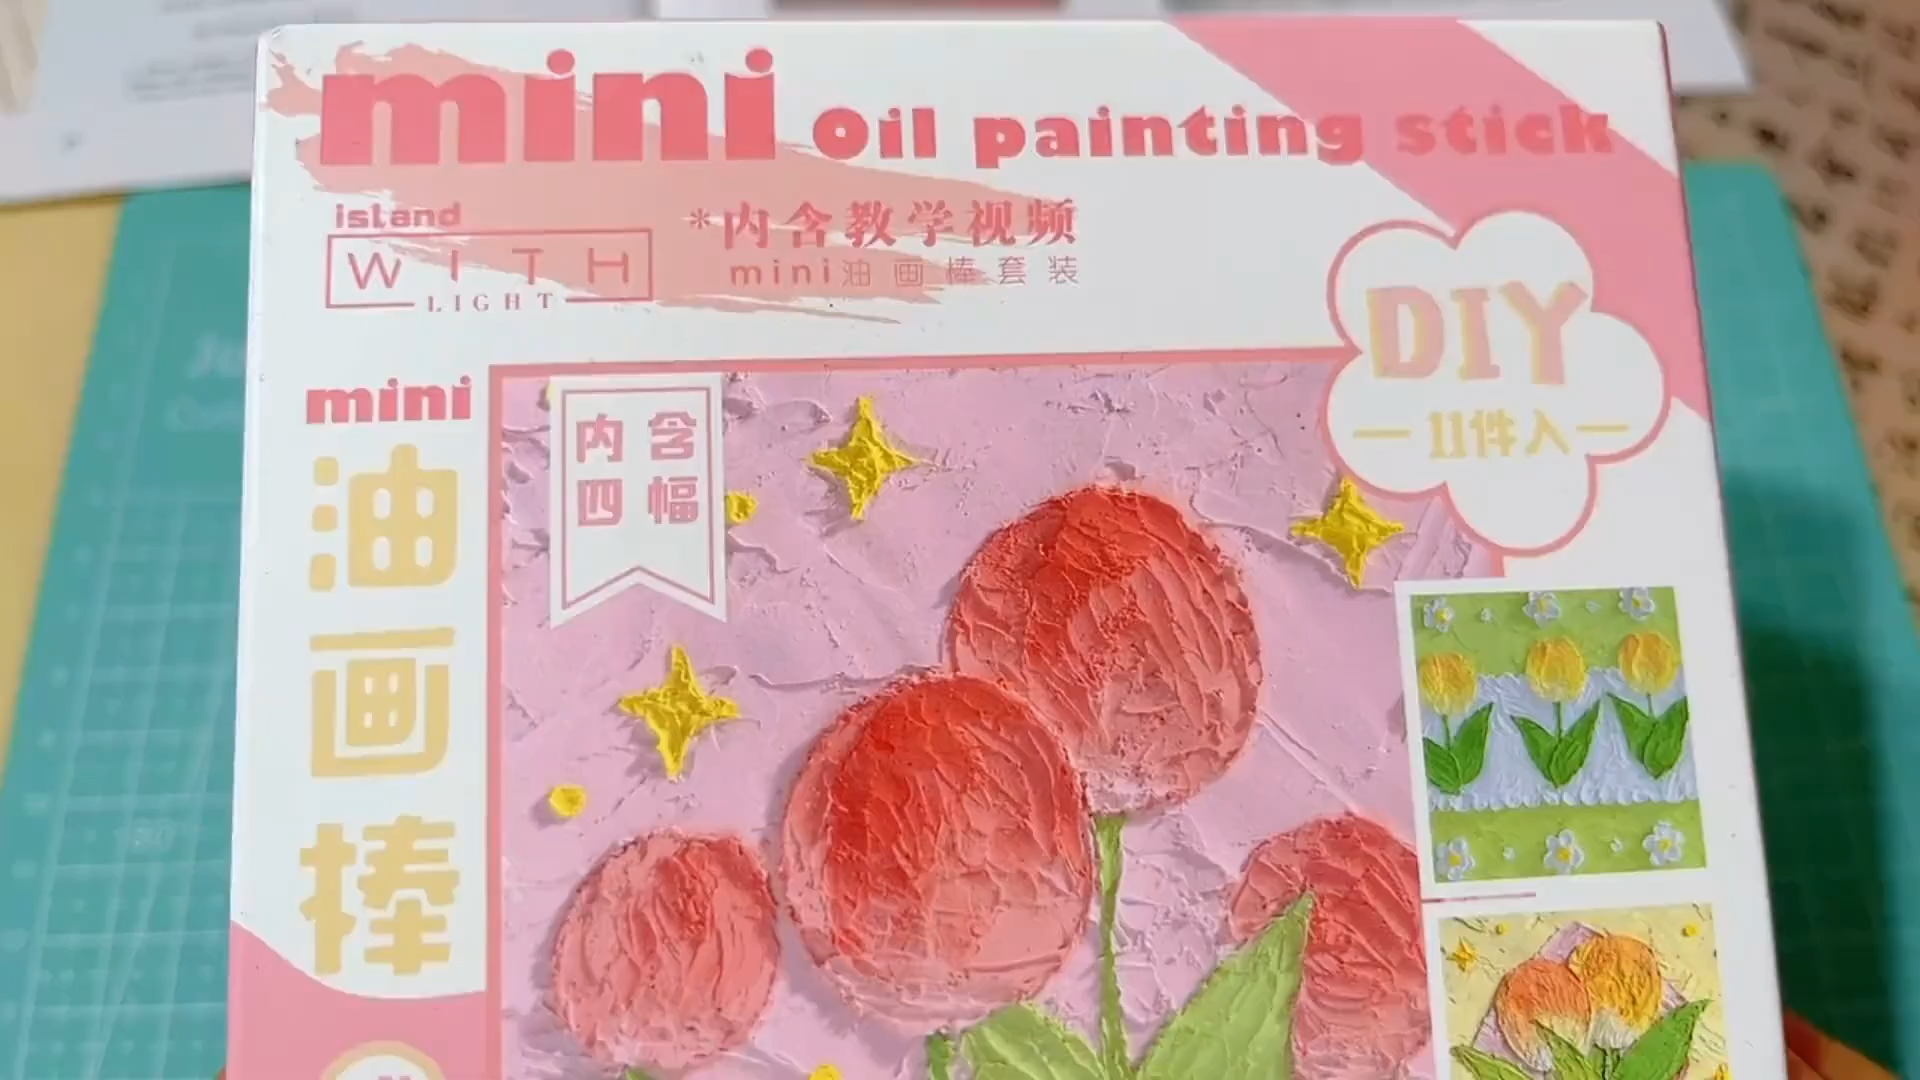 mini oil painting stick
island
WITH
LIGHT
*内含教学视频
mini油画棒套装
DIY
11件入
mini
油画棒
内含
四幅